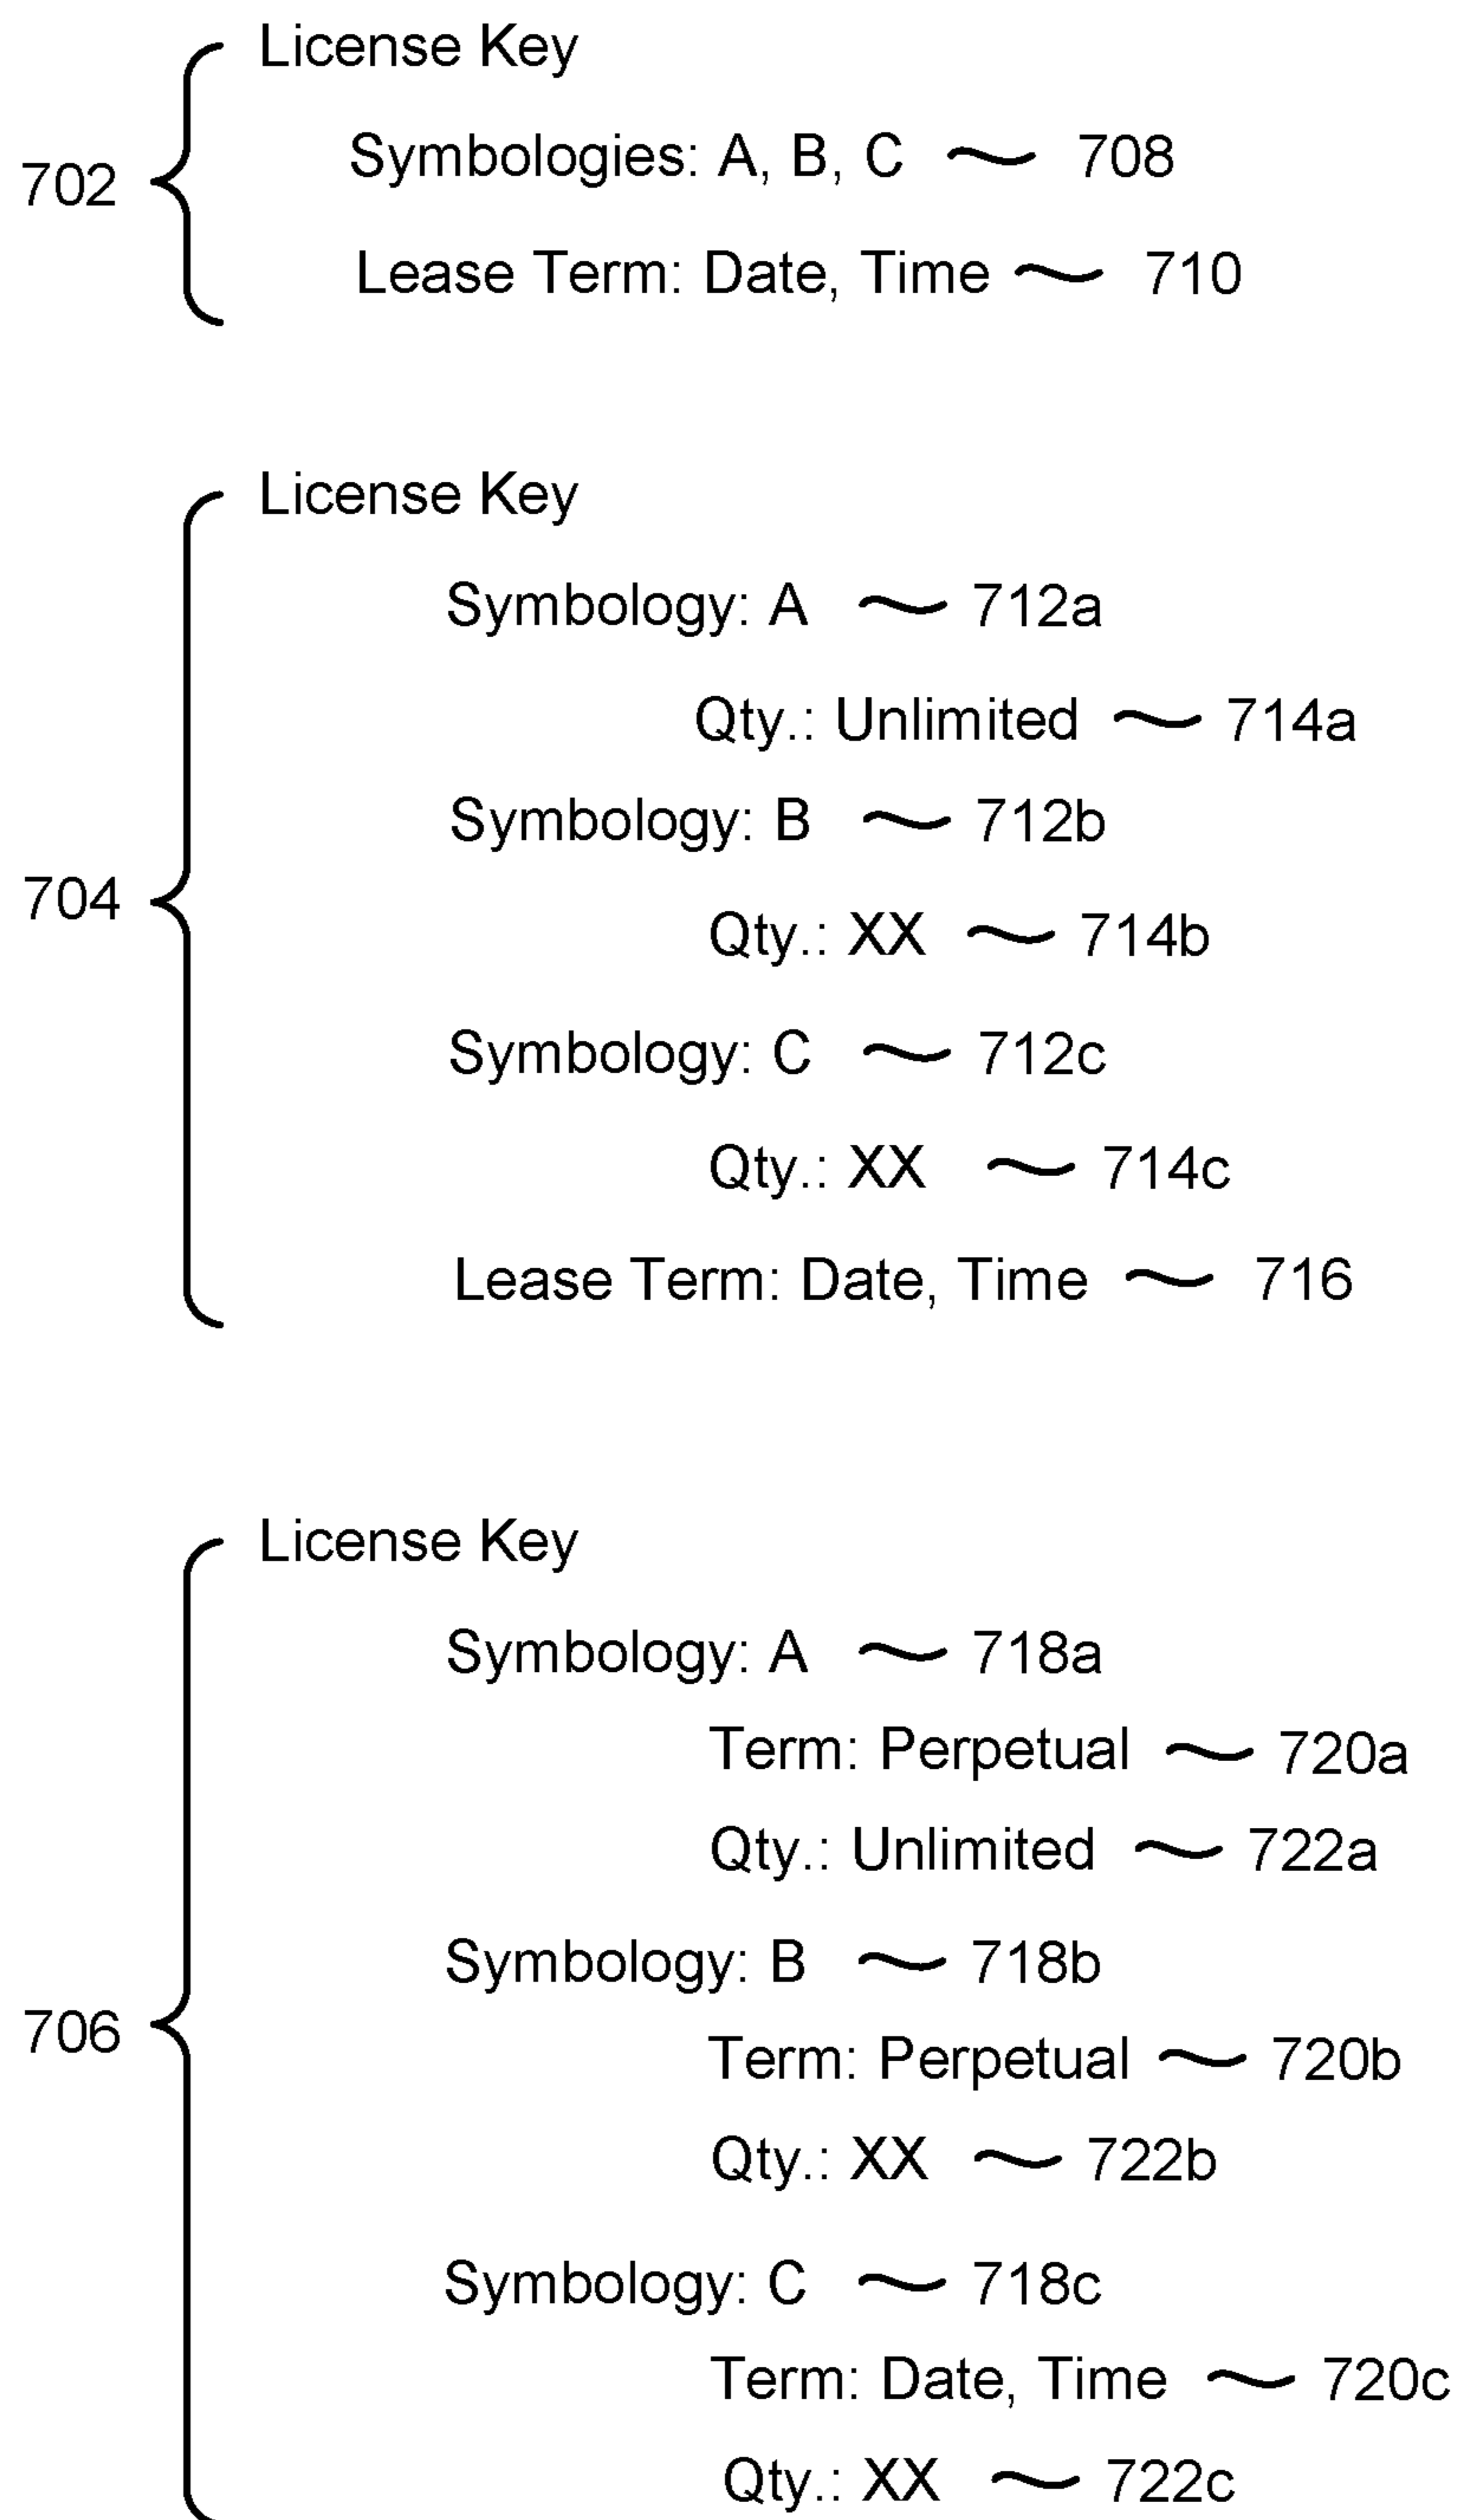 License Key
Symbologies: A, B, C 708
702
Lease Term: Date, Time 710
License Key
Symbology: A 712a
Qty.: Unlimited 714a
Symbology: B 712b
704
Qty.: XX 714b
Symbology: C 712c
Qty.: XX 714c
Lease Term: Date, Time 716
License Key
Symbology: A 718a
Term: Perpetual 720a
Qty.: Unlimited 722a
Symbology: B 718b
706
Term: Perpetual 720b
Qty.: XX 722b
Symbology: C 718c
Term: Date, Time 720c
Qty.: XX 722c